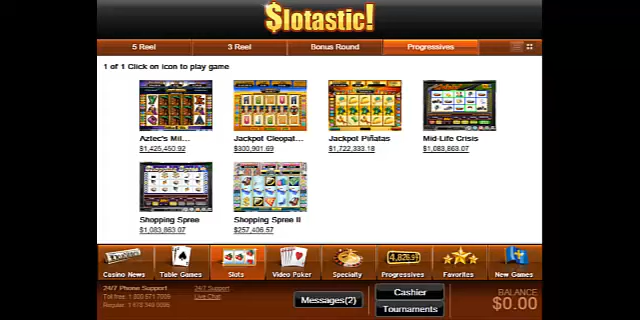 $lotastic!
5 Reel
3 Reel
Bonus Round
Progressives
1 of 1 Click on icon to play game
Aztec's Mil...
$1,425,450.92
Jackpot Cleopat...
$300,901.69
Jackpot Piñatas
$1,722,333.18
Mid-Life Crisis
$1,083,863.07
Shopping Spree
$1,083,863.07
Shopping Spree II
$257,406.57
Casino News
Table Games
Slots
Video Poker
Specialty
Progressives
Favorites
New Games
24/7 Phone Support
Toll free:
Regular:
24/7 Support
Live Chat
Messages(2)
Cashier
Tournaments
BALANCE
$0.00